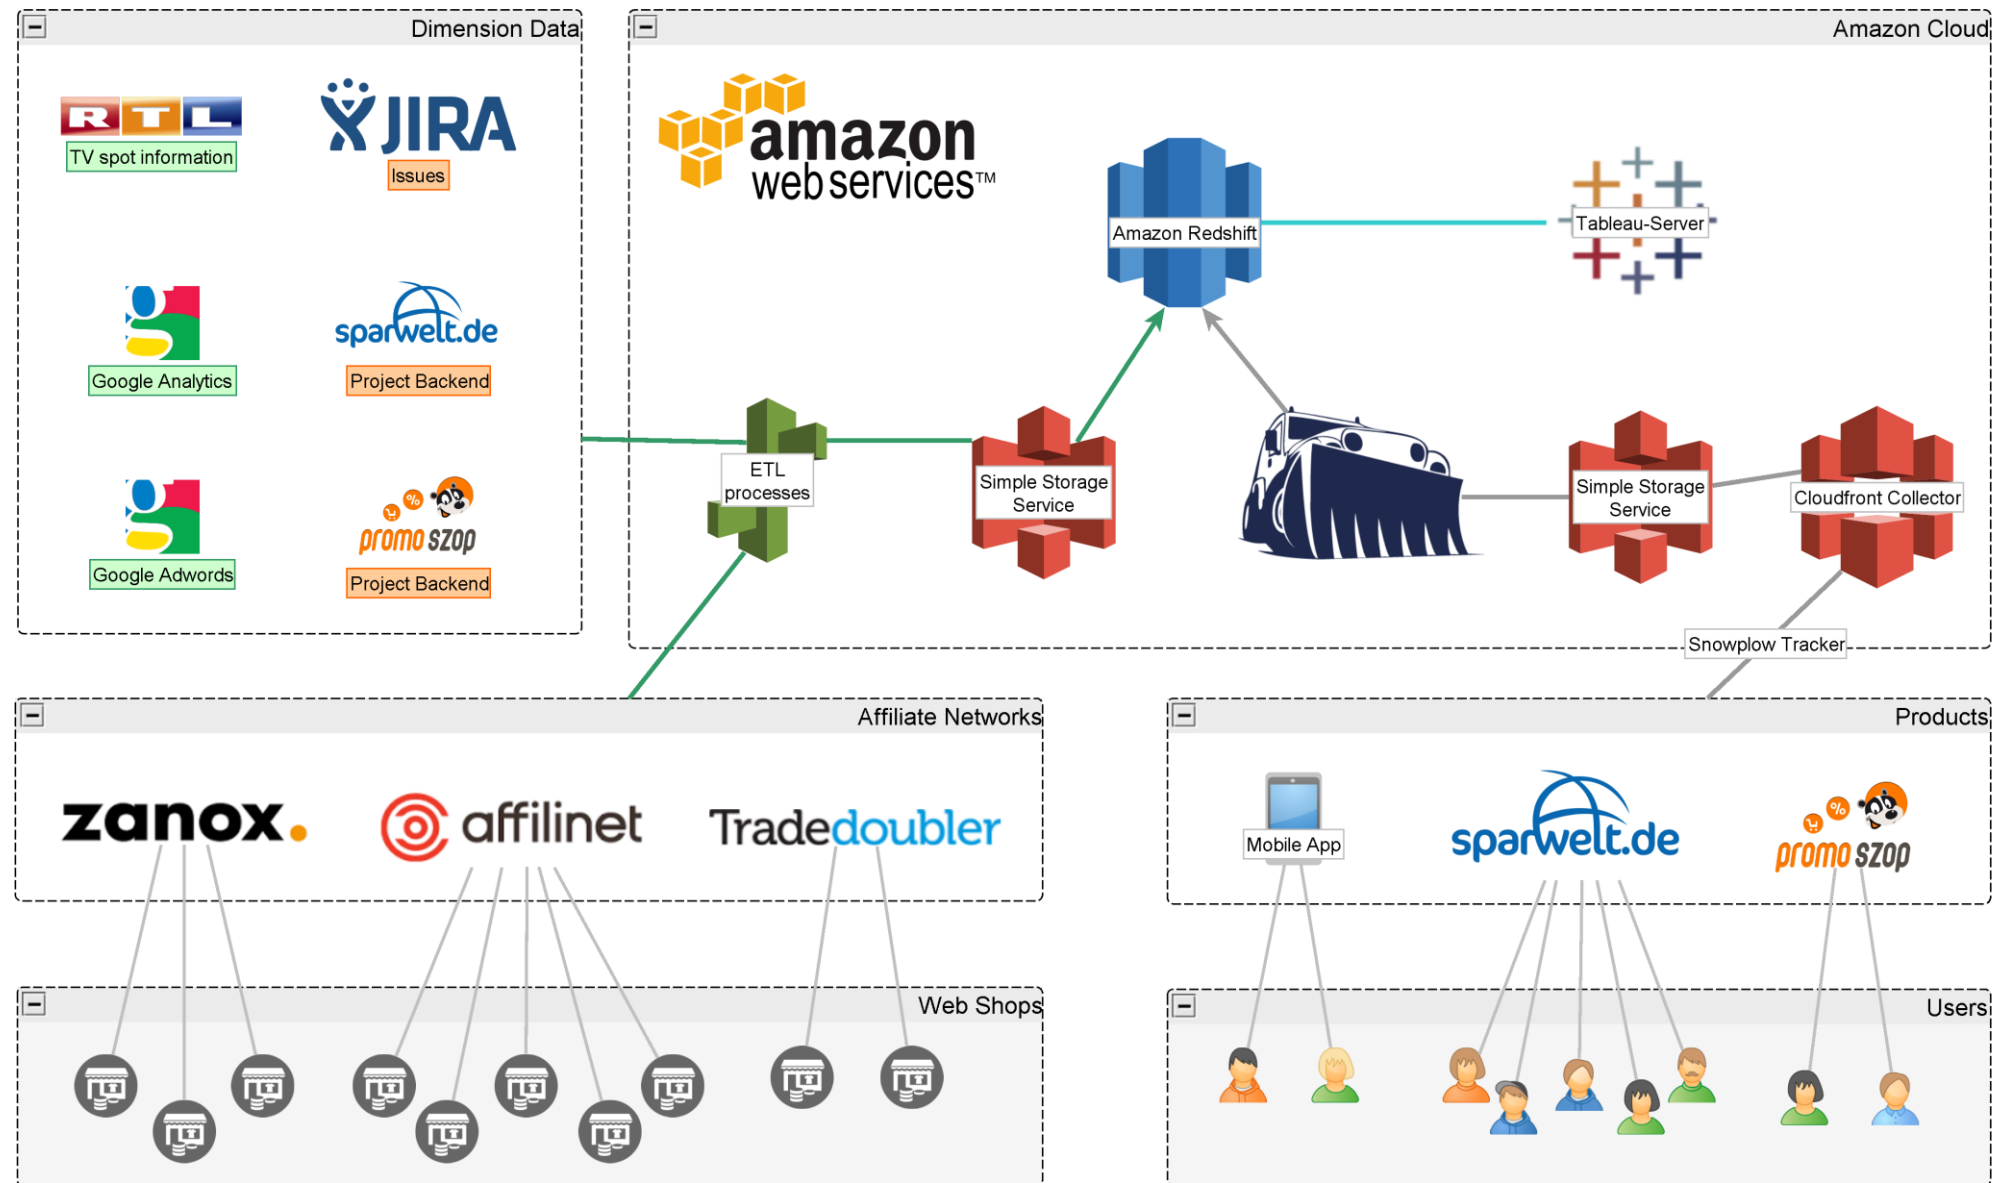 Dimension Data
RTL
TV spot information
JIRA
Issues
Google Analytics
sparwelt.de
Project Backend
Google Adwords
%
promo szop
Project Backend
Amazon Cloud
amazon
web services™
Amazon Redshift
Tableau-Server
ETL
processes
Simple Storage
Service
Simple Storage
Service
Cloudfront Collector
Snowplow Tracker
Affiliate Networks
zanox.
affilinet
Tradedoubler
Products
Mobile App
sparwelt.de
%
promo szop
Web Shops
Users